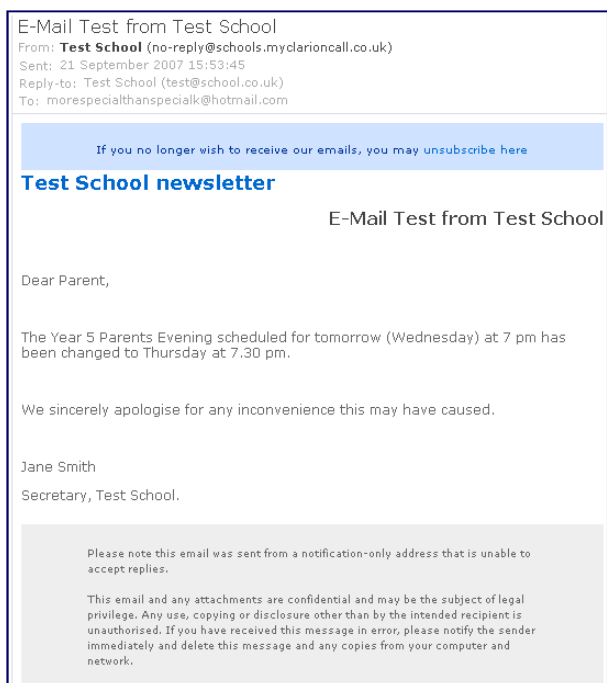 E-Mail Test from Test School
From: Test School (no-reply@schools.myclarioncall.co.uk)
Sent: 21 September 2007 15:53:45
Reply-to: Test School (test@school.co.uk)
To: morespecialthanspecialk@hotmail.com
If you no longer wish to receive our emails, you may unsubscribe here
Test School newsletter
E-Mail Test from Test School
Dear Parent,
The Year 5 Parents Evening scheduled for tomorrow (Wednesday) at 7 pm has
been changed to Thursday at 7.30 pm.
We sincerely apologise for any inconvenience this may have caused.
Jane Smith
Secretary, Test School.
Please note this email was sent from a notification-only address that is unable to
accept replies.
This email and any attachments are confidential and may be the subject of legal
privilege. Any use, copying or disclosure other than by the intended recipient is
unauthorised. If you have received this message in error, please notify the sender
immediately and delete this message and any copies from your computer and
network.